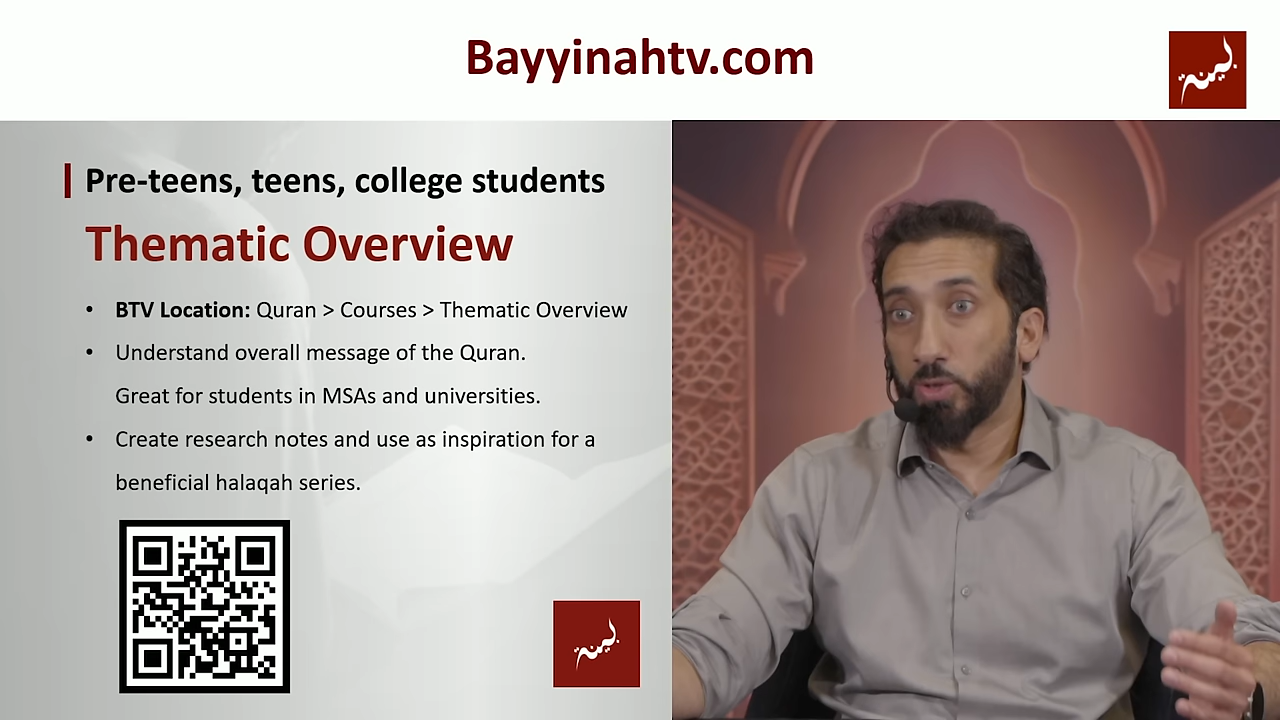 Bayyinahtv.com
بينة
Pre-teens, teens, college students
Thematic Overview
• BTV Location: Quran > Courses > Thematic Overview
• Understand overall message of the Quran.
Great for students in MSAs and universities.
• Create research notes and use as inspiration for a
beneficial halaqah series.
بينة